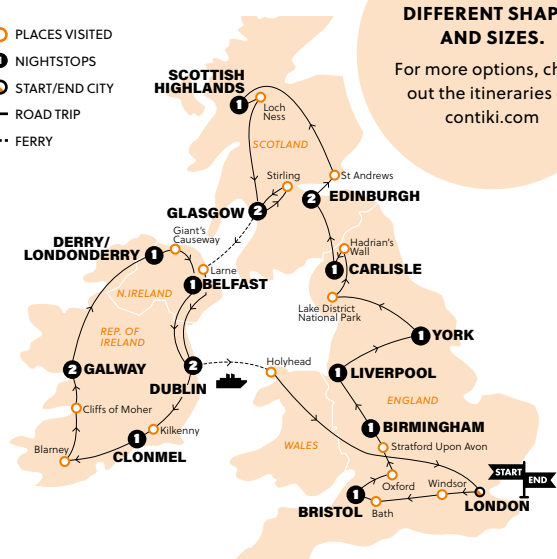 DIFFERENT SHAP
AND SIZES.
For more options, ch
out the itineraries
contiki.com
PLACES VISITED
1 NIGHTSTOPS
START/END CITY
ROAD TRIP
FERRY
SCOTTISH
HIGHLANDS
1
Loch
Ness
SCOTLAND
Stirling
St Andrews
2
EDINBURGH
GLASGOW
2
Giant's
Causeway
DERRY/
LONDONDERRY
1
Larne
Hadrian's
Wall
1
CARLISLE
1
BELFAST
N.IRELAND
Lake District
National Park
REP. OF
IRELAND
1
YORK
2
GALWAY
2
DUBLIN
Holyhead
1
LIVERPOOL
ENGLAND
Cliffs of Moher
Kilkenny
1
CLONMEL
Blarney
1
BIRMINGHAM
Stratford Upon Avon
WALES
START
END
Oxford
Windsor
LONDON
1
BRISTOL
Bath